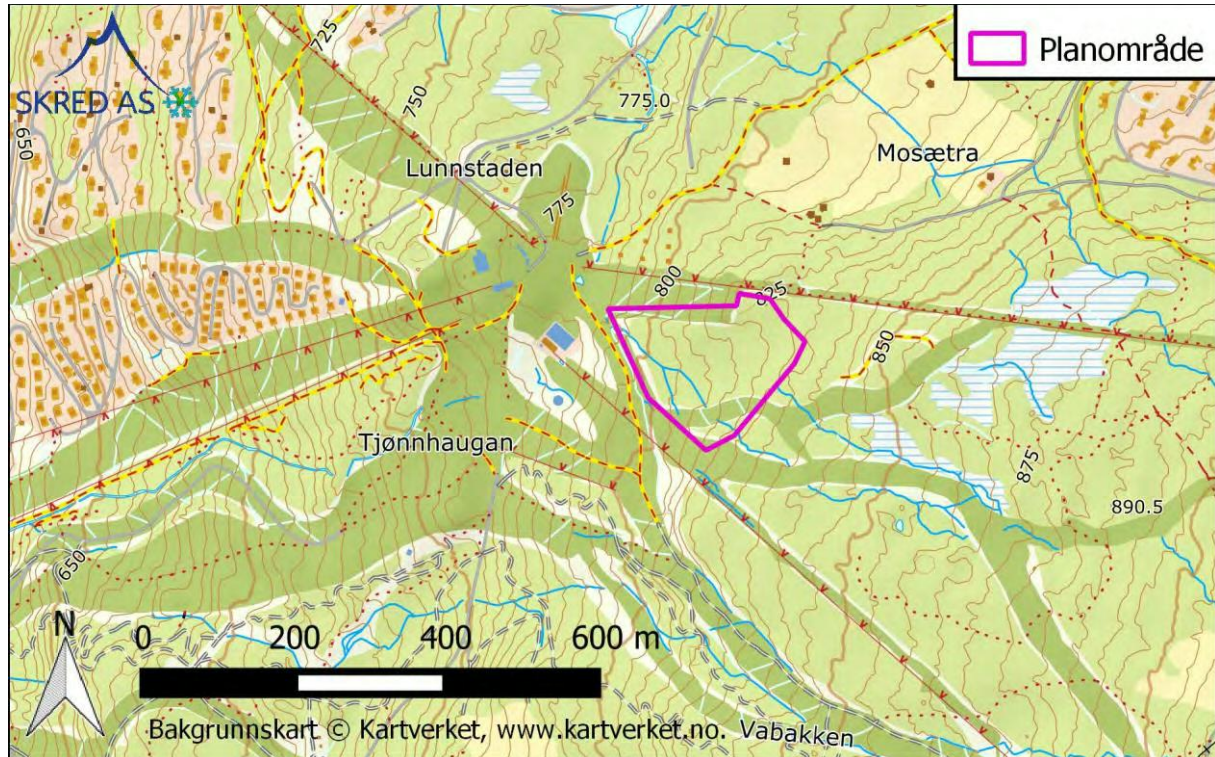 Planområde
SKRED AS
725
750
775.0
650
Lunnstaden
Mosætra
775
800
825
850
Tjønnhaugan
875
890.5
650
N
0 200 400 600 m
Bakgrunnskart © Kartverket, www.kartverket.no.
Vabakken